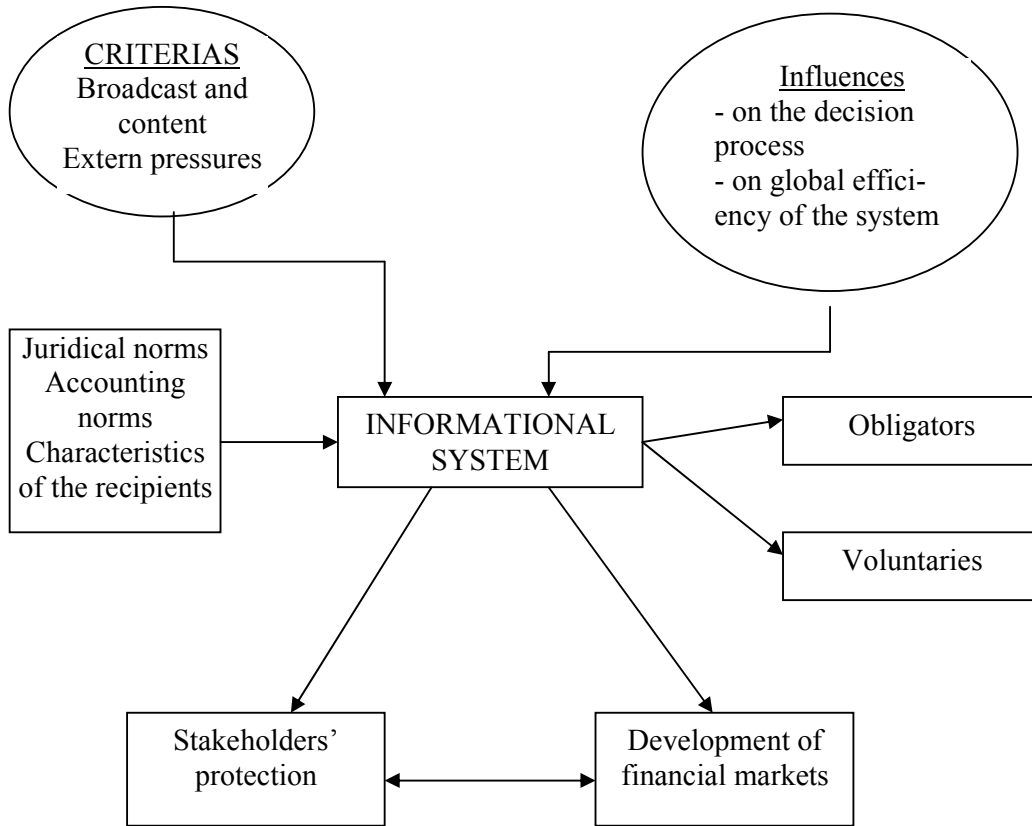 CRITERIAS
Broadcast and
content
Extern pressures
Influences
- on the decision
process
- on global effici-
ency of the system
Juridical norms
Accounting
norms
Characteristics
of the recipients
INFORMATIONAL
SYSTEM
Obligators
Voluntaries
Stakeholders’
protection
Development of
financial markets